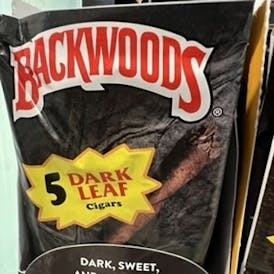 BACKWOODS®
5 DARK
LEAF
Cigars
DARK, SWEET,